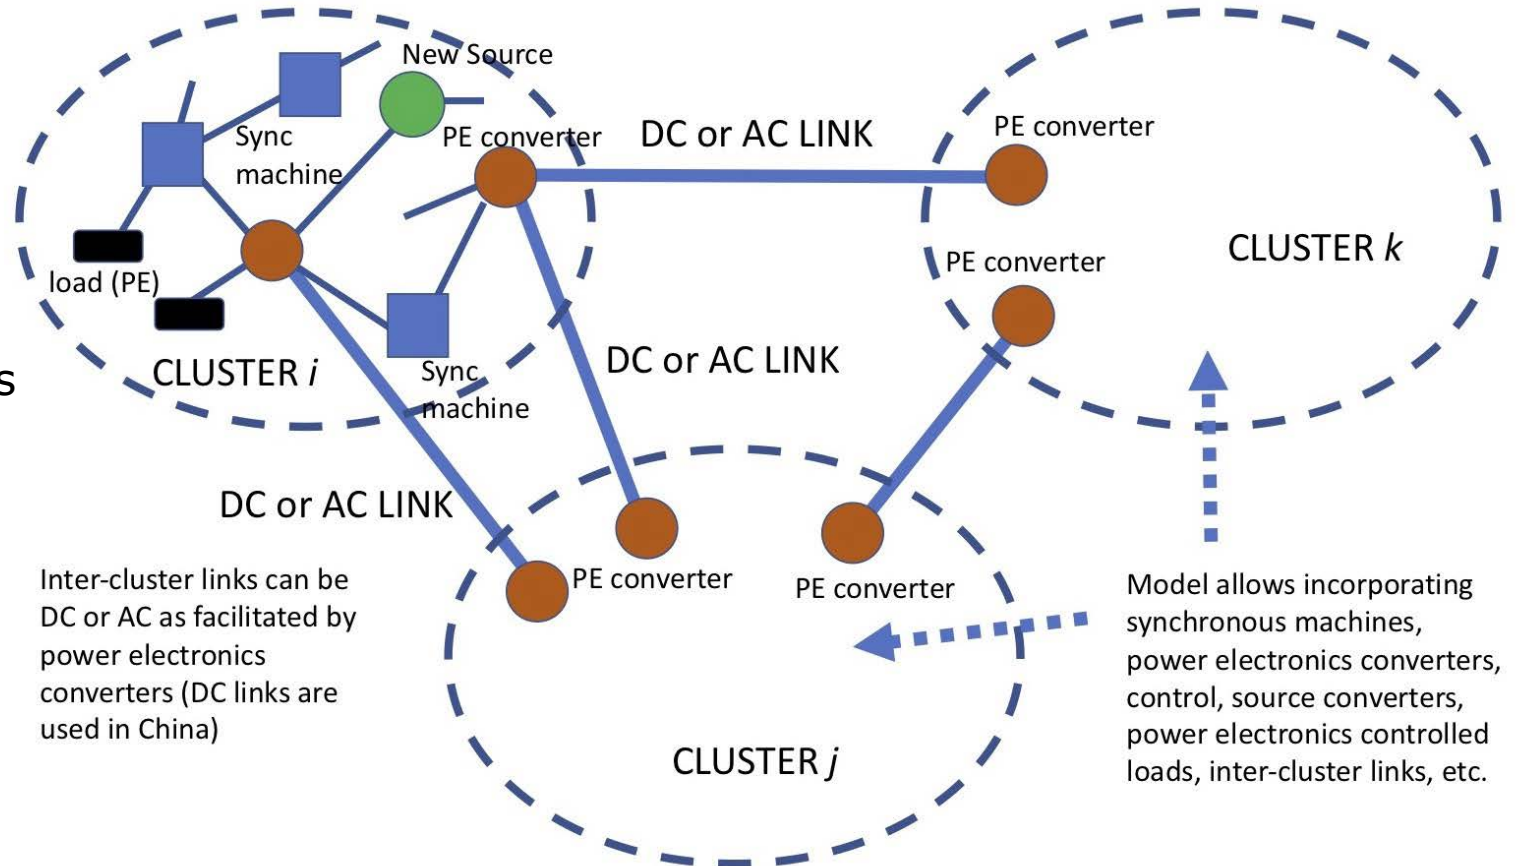 New Source
Sync
machine
PE converter
DC or AC LINK
PE converter
load (PE)
PE converter
CLUSTER k
CLUSTER i
s
Sync
machine
DC or AC LINK
DC or AC LINK
PE converter
PE converter
Inter-cluster links can be
DC or AC as facilitated by
power electronics
converters (DC links are
used in China)
Model allows incorporating
synchronous machines,
power electronics converters,
control, source converters,
power electronics controlled
loads, inter-cluster links, etc.
CLUSTER j